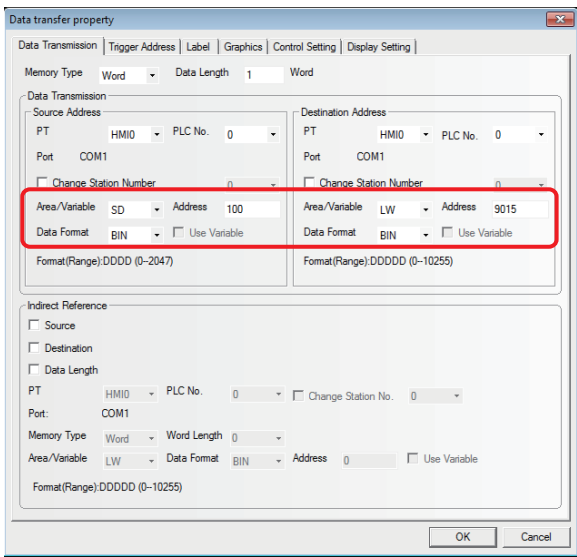 Data transfer property
Data Transmission Trigger Address Label Graphics Control Setting Display Setting
Memory Type Word Data Length 1 Word
Data Transmission
Source Address Destination Address
PT HMI0 PLC No. 0 PT HMI0 PLC No. 0
Port COM1 Port COM1
Change Station Number 0 Change Station Number 0
Area/Variable SD Address 100 Area/Variable LW Address 9015
Data Format BIN Use Variable Data Format BIN Use Variable
Format(Range):DDDD (0--2047) Format(Range):DDDDD (0--10255)
Indirect Reference
Source
Destination
Data Length
PT HMI0 PLC No. 0 Change Station No. 0
Port: COM1
Memory Type Word Word Length 0
Area/Variable LW Data Format BIN Address 0 Use Variable
Format(Range):DDDDD (0--10255)
OK Cancel